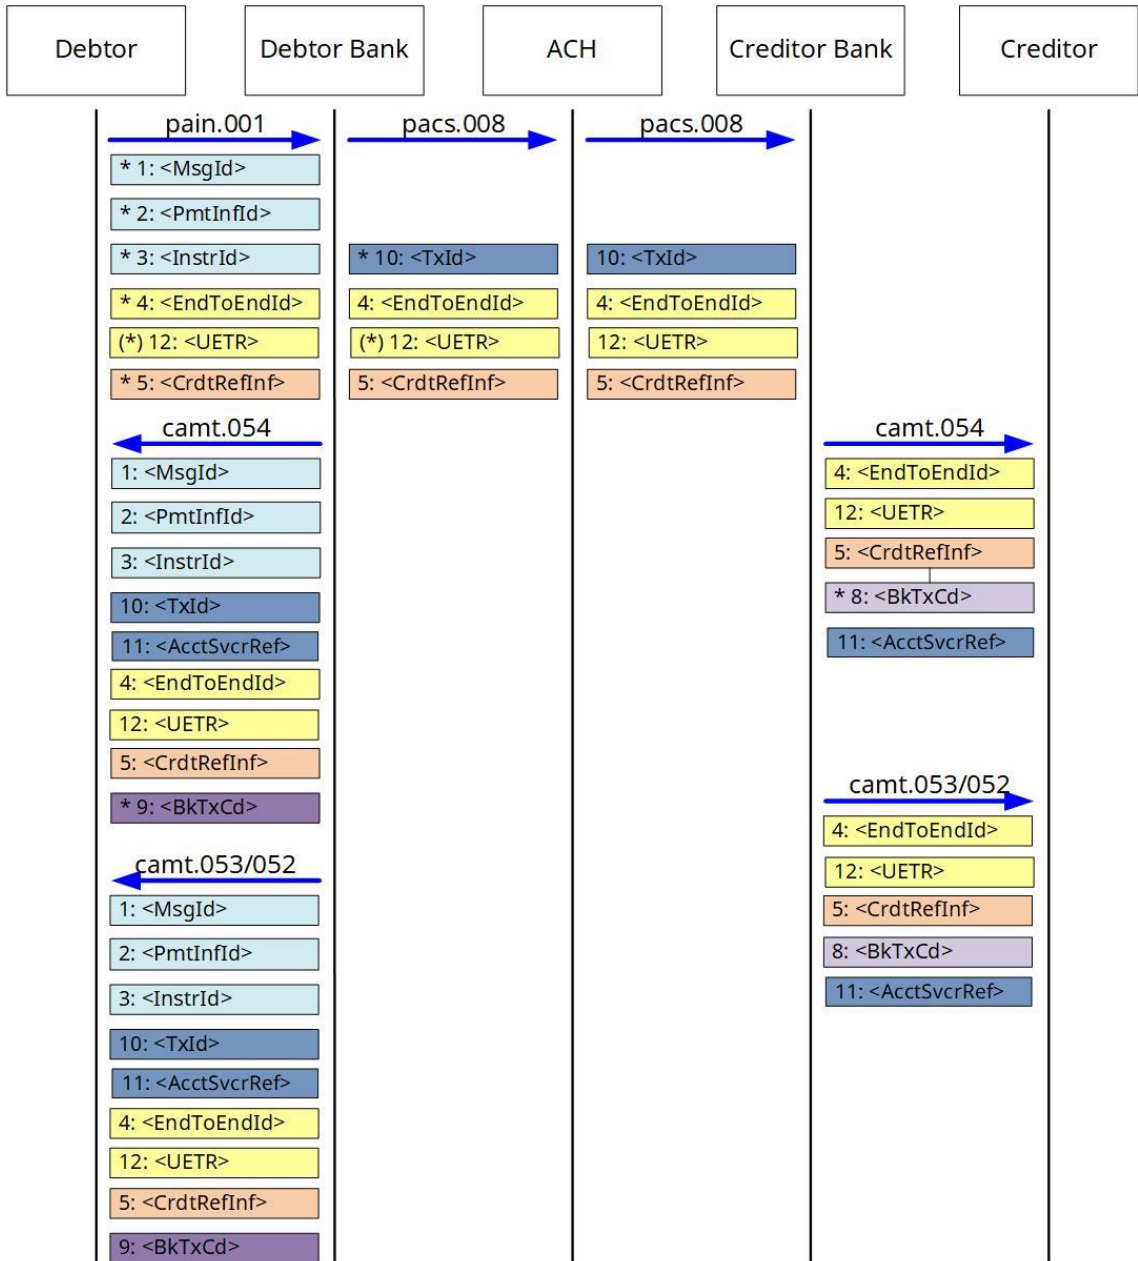 Debtor
Debtor Bank
ACH
Creditor Bank
Creditor
pain.001
pacs.008
pacs.008
* 1: <MsgId>
* 2: <PmtInfId>
* 3: <InstrId>
* 10: <TxId>
10: <TxId>
* 4: <EndToEndId>
4: <EndToEndId>
4: <EndToEndId>
(*) 12: <UETR>
(*) 12: <UETR>
12: <UETR>
* 5: <CrdtRefInf>
5: <CrdtRefInf>
5: <CrdtRefInf>
camt.054
1: <MsgId>
2: <PmtInfId>
3: <InstrId>
10: <TxId>
11: <AcctSvcrRef>
4: <EndToEndId>
12: <UETR>
5: <CrdtRefInf>
* 9: <BkTxCd>
camt.054
4: <EndToEndId>
12: <UETR>
5: <CrdtRefInf>
* 8: <BkTxCd>
11: <AcctSvcrRef>
camt.053/052
1: <MsgId>
2: <PmtInfId>
3: <InstrId>
10: <TxId>
11: <AcctSvcrRef>
4: <EndToEndId>
12: <UETR>
5: <CrdtRefInf>
9: <BkTxCd>
camt.053/052
4: <EndToEndId>
12: <UETR>
5: <CrdtRefInf>
8: <BkTxCd>
11: <AcctSvcrRef>